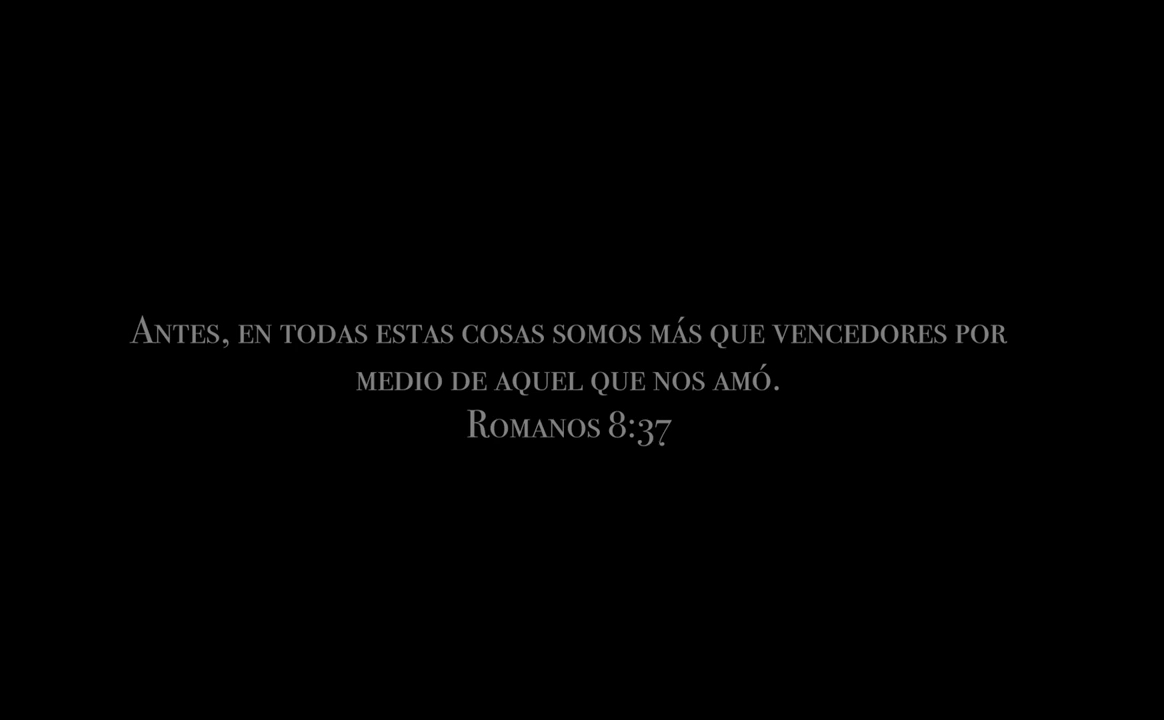 Antes, en todas estas cosas somos más que vencedores por
medio de aquel que nos amó.
Romanos 8:37